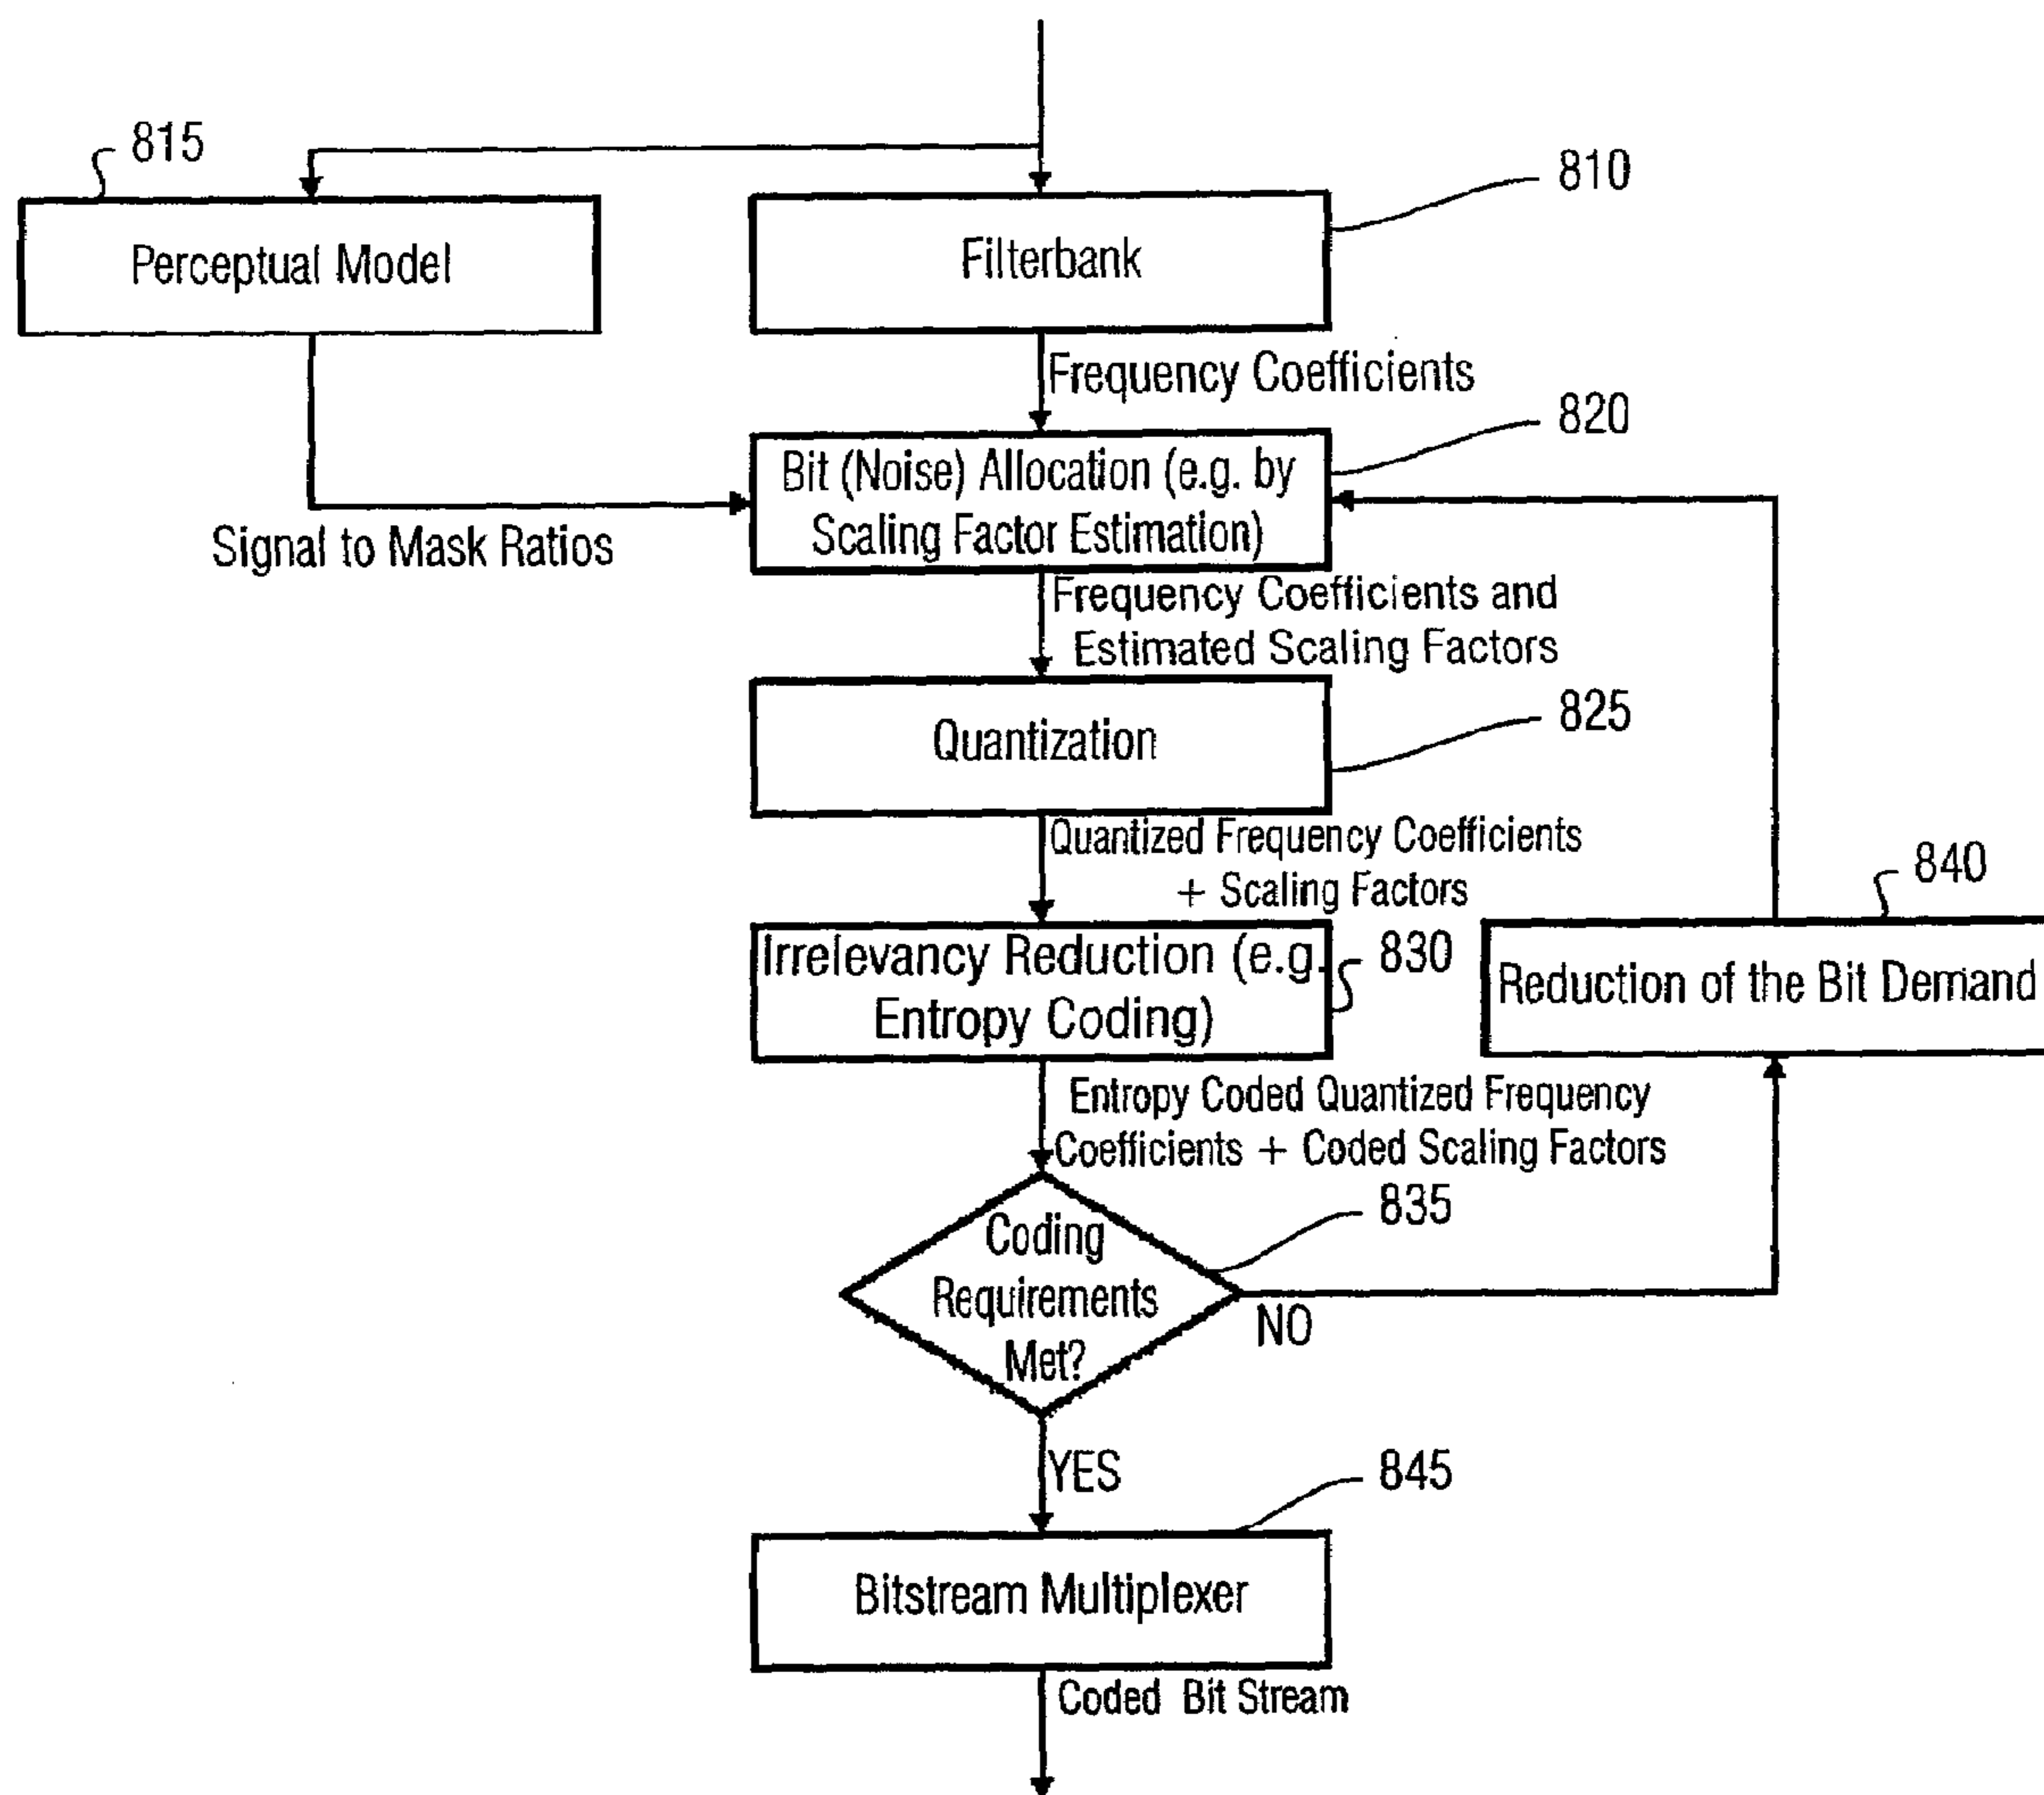 815
810
Perceptual Model
Filterbank
Frequency Coefficients
820
Bit (Noise) Allocation (e.g. by
Scaling Factor Estimation)
Signal to Mask Ratios
Frequency Coefficients and
Estimated Scaling Factors
825
Quantization
Quantized Frequency Coefficients
+ Scaling Factors
840
Irrelevancy Reduction (e.g.
Entropy Coding)
830
Reduction of the Bit Demand
Entropy Coded Quantized Frequency
Coefficients + Coded Scaling Factors
835
Coding
Requirements
Met?
NO
YES
845
Bitstream Multiplexer
Coded Bit Stream